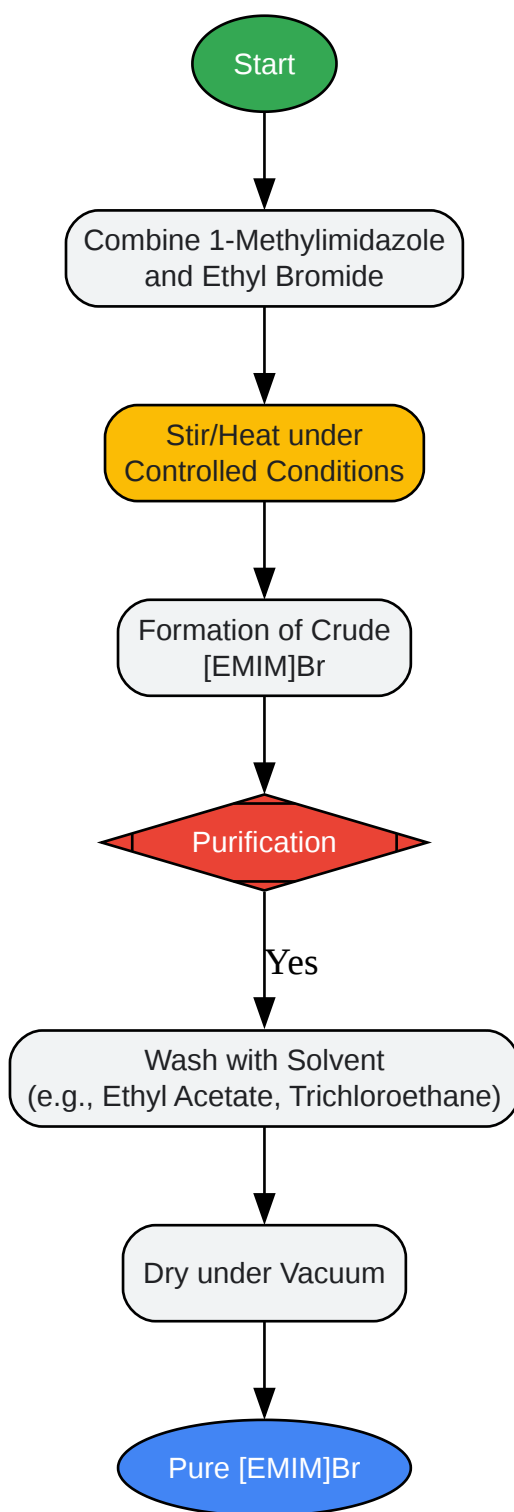 Start
Combine 1-Methylimidazole
and Ethyl Bromide
Stir/Heat under
Controlled Conditions
Formation of Crude
[EMIM]Br
Purification
Yes
Wash with Solvent
(e.g., Ethyl Acetate, Trichloroethane)
Dry under Vacuum
Pure [EMIM]Br